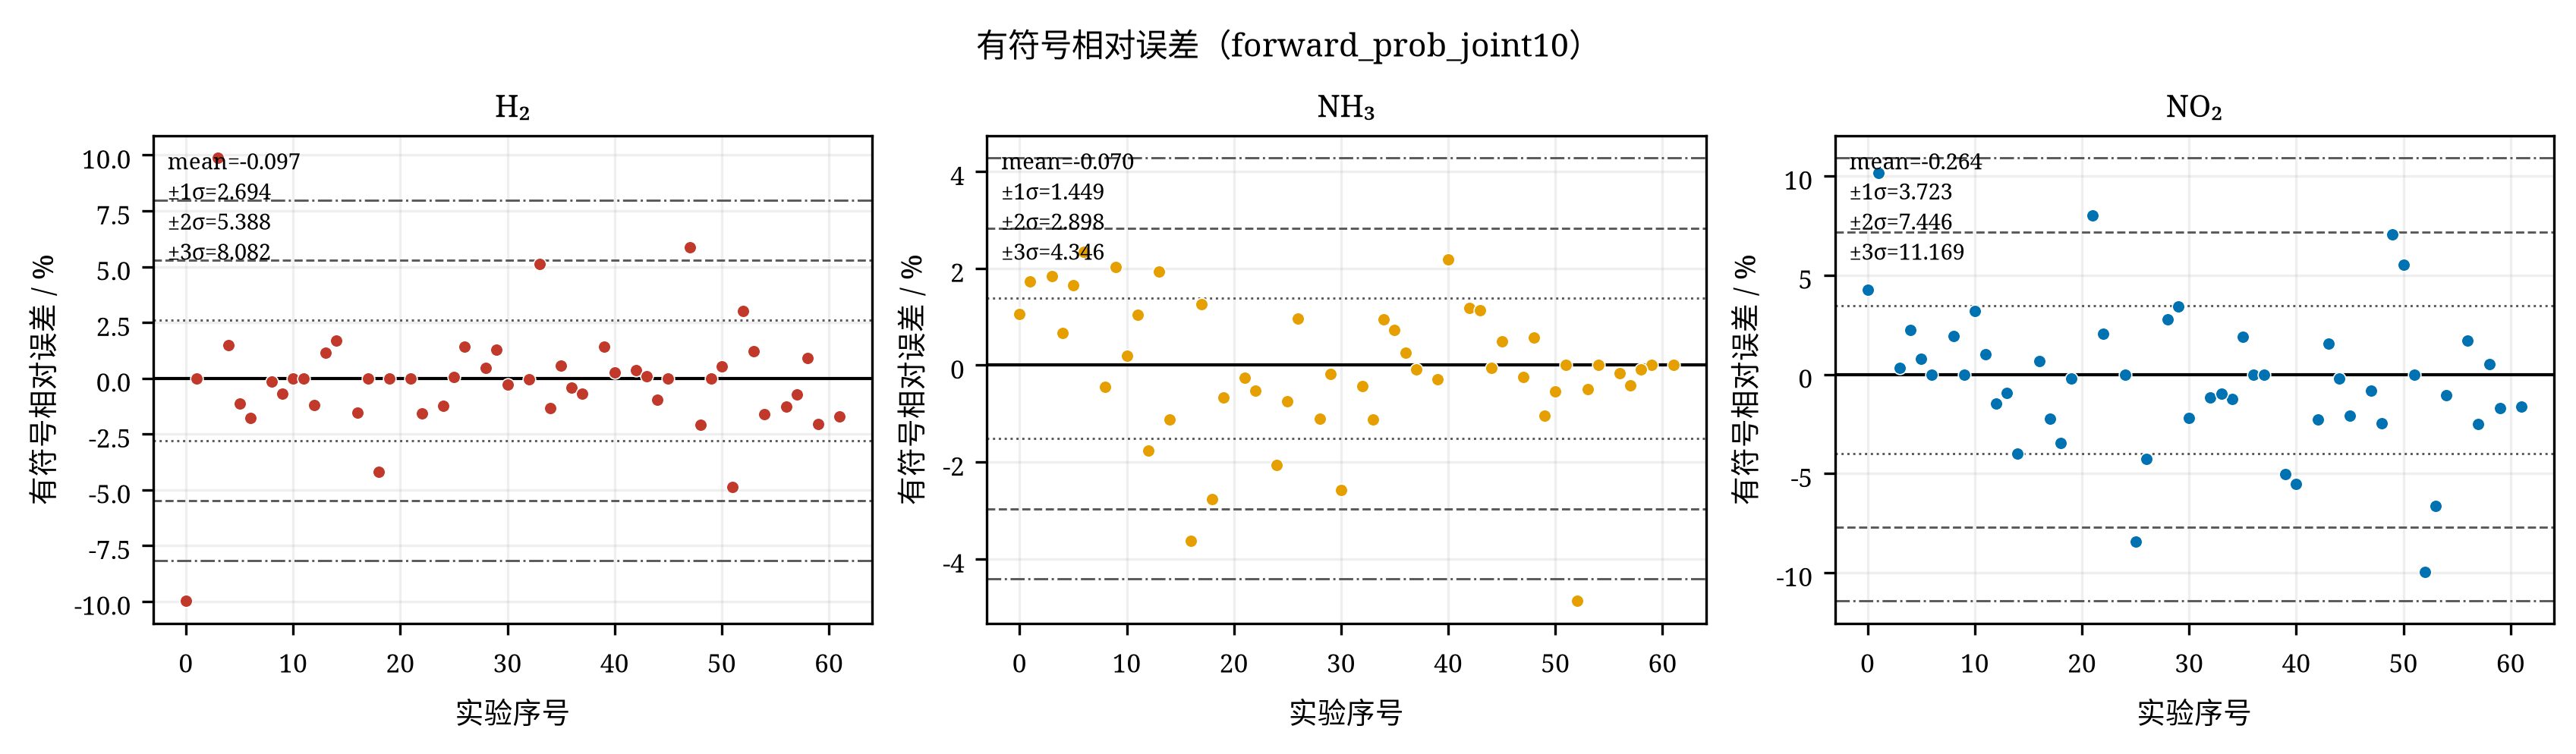 有符号相对误差（forward_prob_joint10）
H₂
有符号相对误差 / %
10.0
7.5
5.0
2.5
0.0
-2.5
-5.0
-7.5
-10.0
mean=-0.097
±1σ=2.694
±2σ=5.388
±3σ=8.082
0 10 20 30 40 50 60
实验序号
NH₃
有符号相对误差 / %
4
2
0
-2
-4
mean=-0.070
±1σ=1.449
±2σ=2.898
±3σ=4.346
0 10 20 30 40 50 60
实验序号
NO₂
有符号相对误差 / %
10
5
0
-5
-10
mean=-0.264
±1σ=3.723
±2σ=7.446
±3σ=11.169
0 10 20 30 40 50 60
实验序号